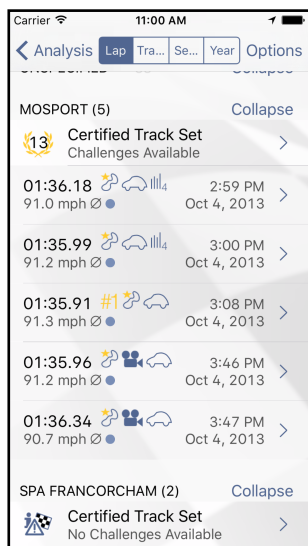 Carrier 11:00 AM
Analysis Lap Tra... Se... Year Options
MOSPORT (5) Collapse
13 Certified Track Set
Challenges Available
01:36.18 4 2:59 PM
91.0 mph Ø Oct 4, 2013
01:35.99 4 3:00 PM
91.2 mph Ø Oct 4, 2013
01:35.91 #1 3:08 PM
91.3 mph Ø Oct 4, 2013
01:35.96 3:46 PM
91.2 mph Ø Oct 4, 2013
01:36.34 3:47 PM
90.7 mph Ø Oct 4, 2013
SPA FRANCORCHAM (2) Collapse
Certified Track Set
No Challenges Available